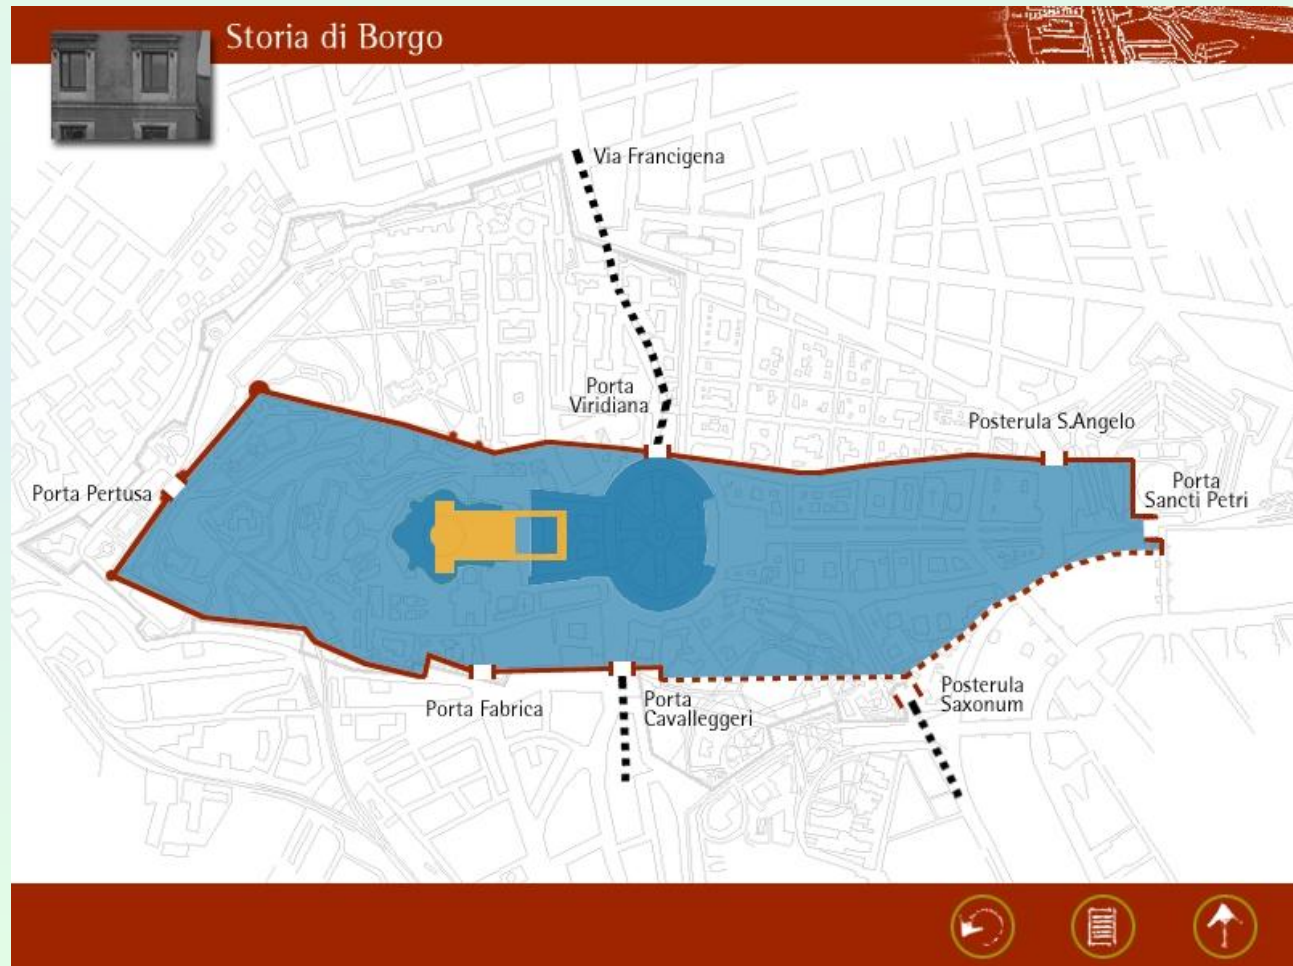 Storia di Borgo
Via Francigena
Porta
Viridiana
Posterula S.Angelo
Porta Pertusa
Porta
Sancti Petri
Porta Fabrica
Porta
Cavalleggeri
Posterula
Saxonum